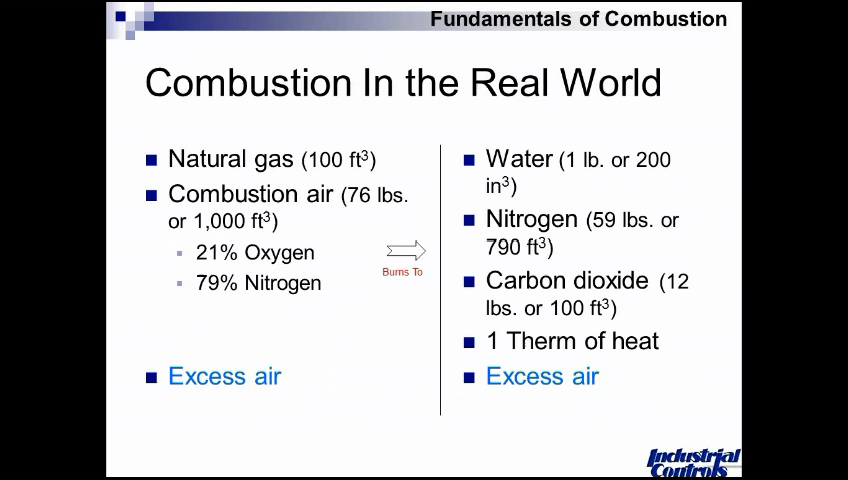 Fundamentals of Combustion
Combustion In the Real World
Natural gas (100 ft³)
Combustion air (76 lbs.
or 1,000 ft³)
21% Oxygen
79% Nitrogen
Excess air
Burns To
Water (1 lb. or 200
in³)
Nitrogen (59 lbs. or
790 ft³)
Carbon dioxide (12
lbs. or 100 ft³)
1 Therm of heat
Excess air
Industrial
Controls